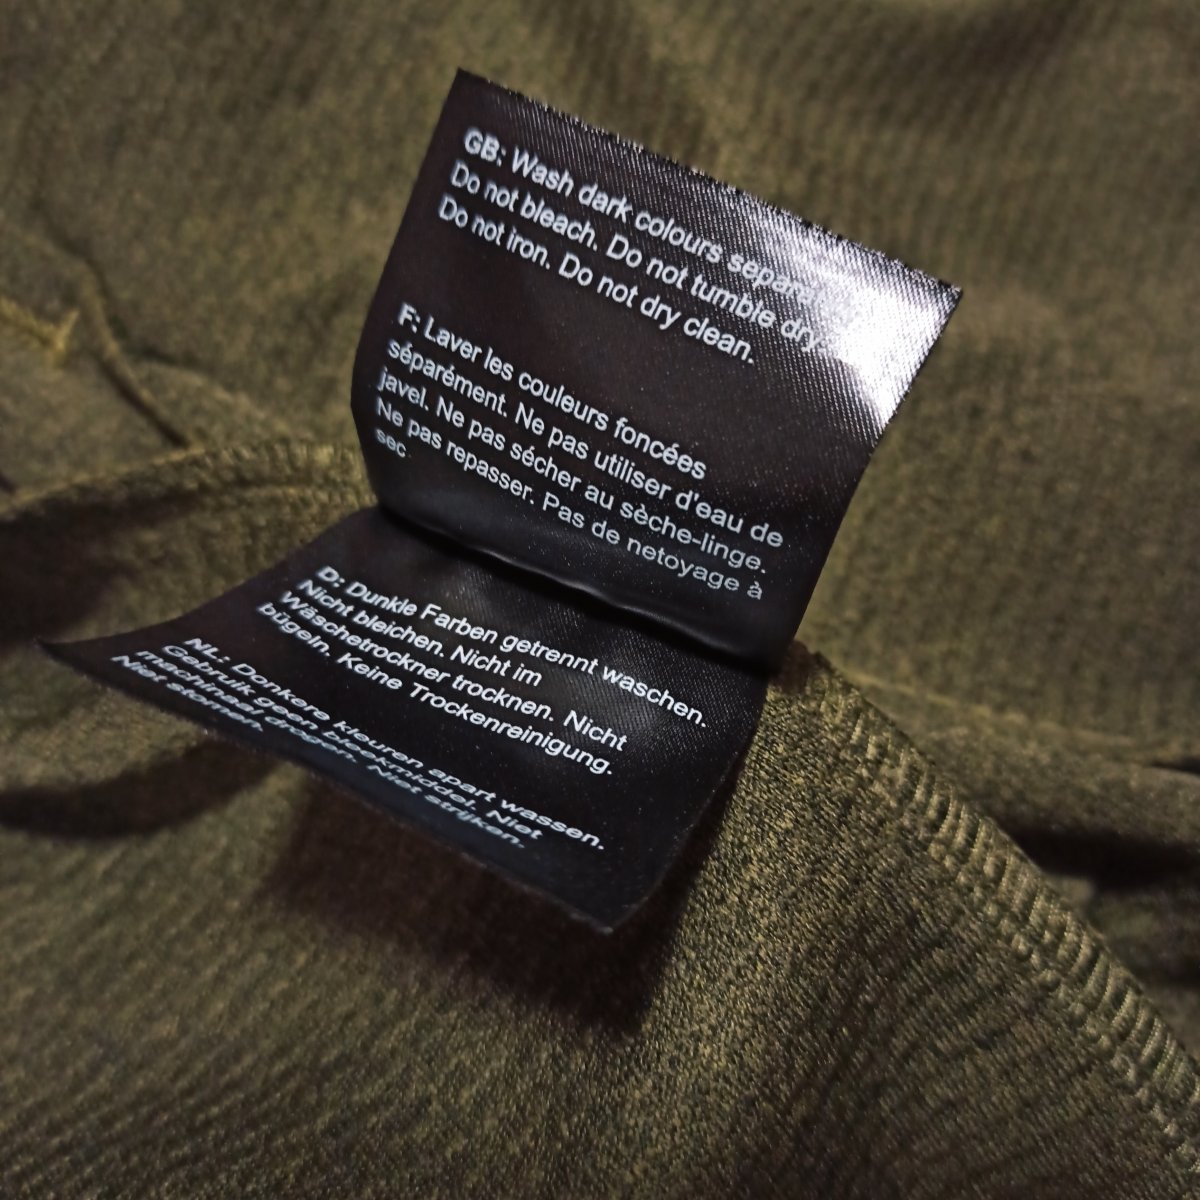 GB: Wash dark colours
Do not bleach. Do not tumble dry.
Do not iron. Do not dry clean.
F: Laver les couleurs foncées
séparément. Ne pas utiliser d'eau de
javel. Ne pas sécher au sèche-linge.
Ne pas repasser. Pas de netoyage à
sec.
D: Dunkle Farben getrennt waschen.
Nicht bleichen. Nicht im
Wäschetrockner trocknen. Nicht
bügeln. Keine Trockenreinigung.
NL: Donkere kleuren apart wassen.
Gebruik geen bleekmiddel. Niet
machinaal drogen. Niet strijken.
Niet stomen.